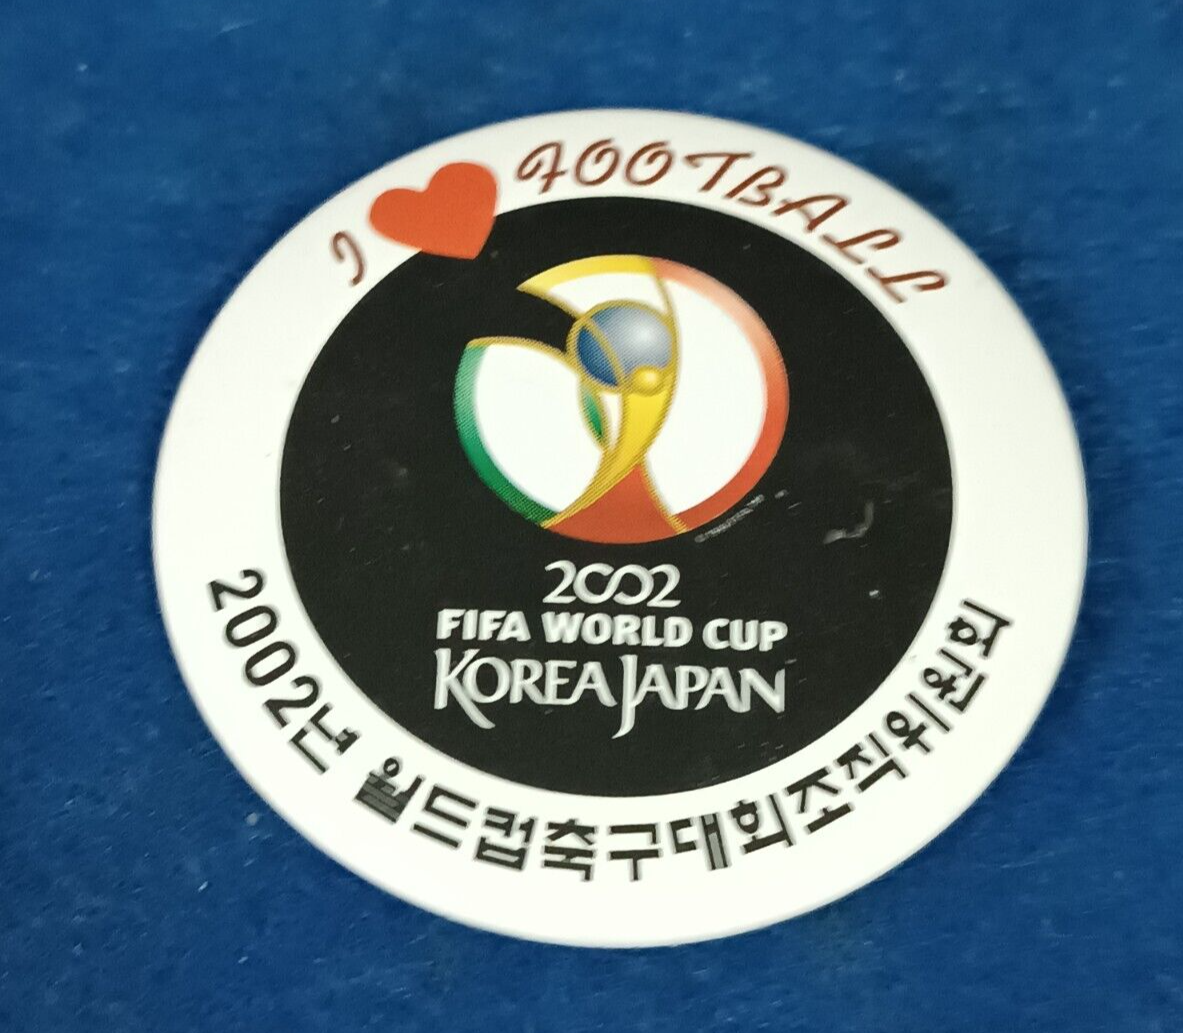 I ❤ FOOTBALL
2002
FIFA WORLD CUP
KOREA JAPAN
2002년 월드컵축구대회조직위원회